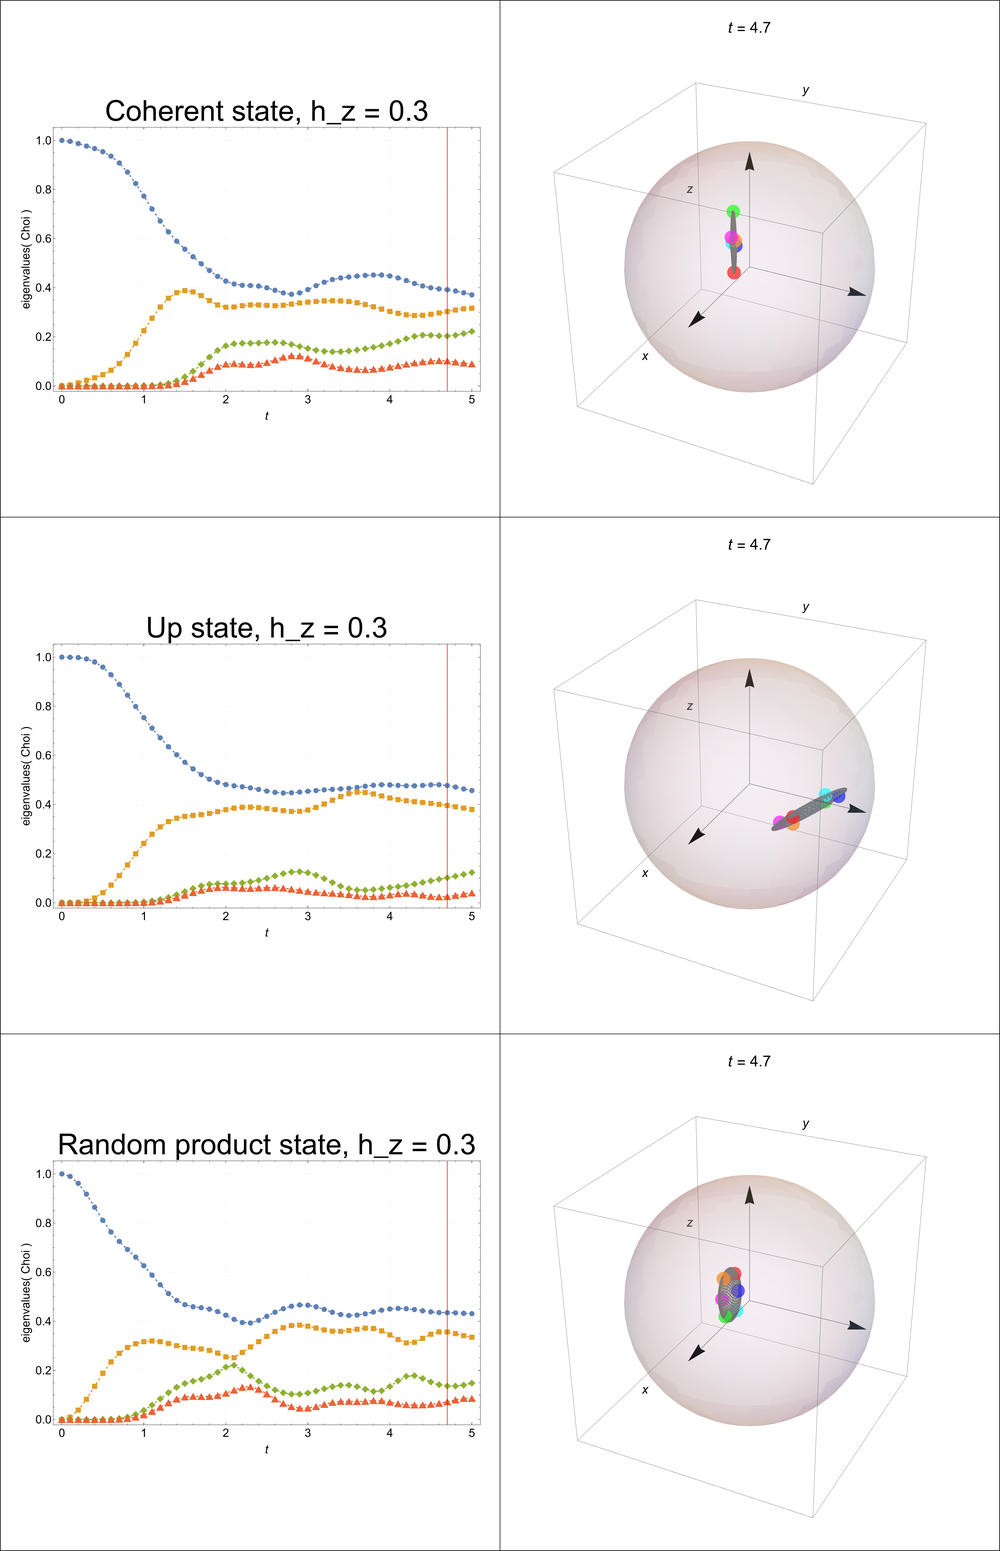 Coherent state, h_z = 0.3
eigenvalues( Choi )
1.0
0.8
0.6
0.4
0.2
0.0
0 1 2 3 4 5
t
t = 4.7
y
z
x
Up state, h_z = 0.3
eigenvalues( Choi )
1.0
0.8
0.6
0.4
0.2
0.0
0 1 2 3 4 5
t
t = 4.7
y
z
x
Random product state, h_z = 0.3
eigenvalues( Choi )
1.0
0.8
0.6
0.4
0.2
0.0
0 1 2 3 4 5
t
t = 4.7
y
z
x